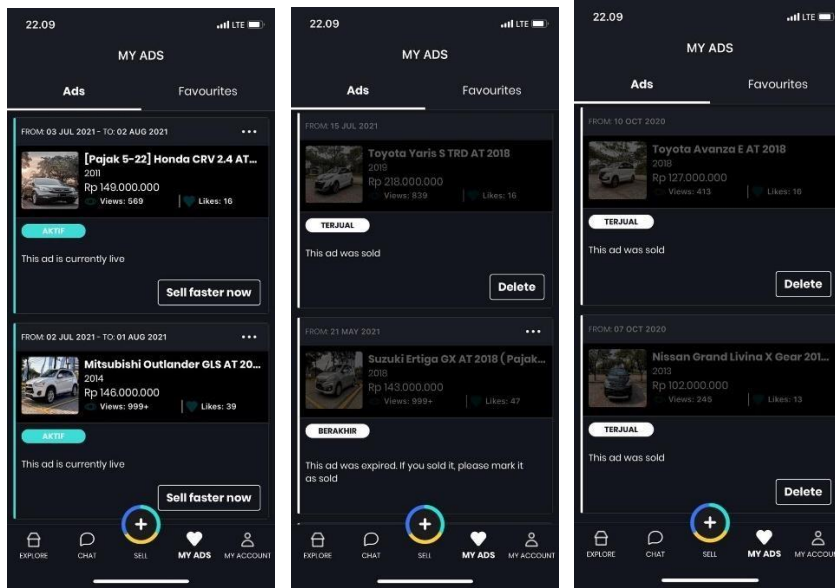 22.09
LTE
MY ADS
Ads Favourites
FROM: 03 JUL 2021 - TO: 02 AUG 2021
[Pajak 5-22] Honda CRV 2.4 AT...
2011
Rp 149.000.000
Views: 569 Likes: 16
AKTIF
This ad is currently live
Sell faster now
FROM: 02 JUL 2021 - TO: 01 AUG 2021
Mitsubishi Outlander GLS AT 20...
2014
Rp 146.000.000
Views: 999+ Likes: 39
AKTIF
This ad is currently live
Sell faster now
EXPLORE CHAT SELL MY ADS MY ACCOUNT
22.09
LTE
MY ADS
Ads Favourites
FROM: 15 JUL 2021
Toyota Yaris S TRD AT 2018
2019
Rp 218.000.000
Views: 839 Likes: 16
TERJUAL
This ad was sold
Delete
FROM: 21 MAY 2021
Suzuki Ertiga GX AT 2018 ( Pajak...
2018
Rp 143.000.000
Views: 999+ Likes: 47
BERAKHIR
This ad was expired. If you sold it, please mark it
as sold
EXPLORE CHAT SELL MY ADS MY ACCOUNT
22.09
LTE
MY ADS
Ads Favourites
FROM: 10 OCT 2020
Toyota Avanza E AT 2018
2018
Rp 127.000.000
Views: 413 Likes: 16
TERJUAL
This ad was sold
Delete
FROM: 07 OCT 2020
Nissan Grand Livina X Gear 201...
2013
Rp 102.000.000
Views: 245 Likes: 13
TERJUAL
This ad was sold
Delete
EXPLORE CHAT SELL MY ADS MY ACCOUN